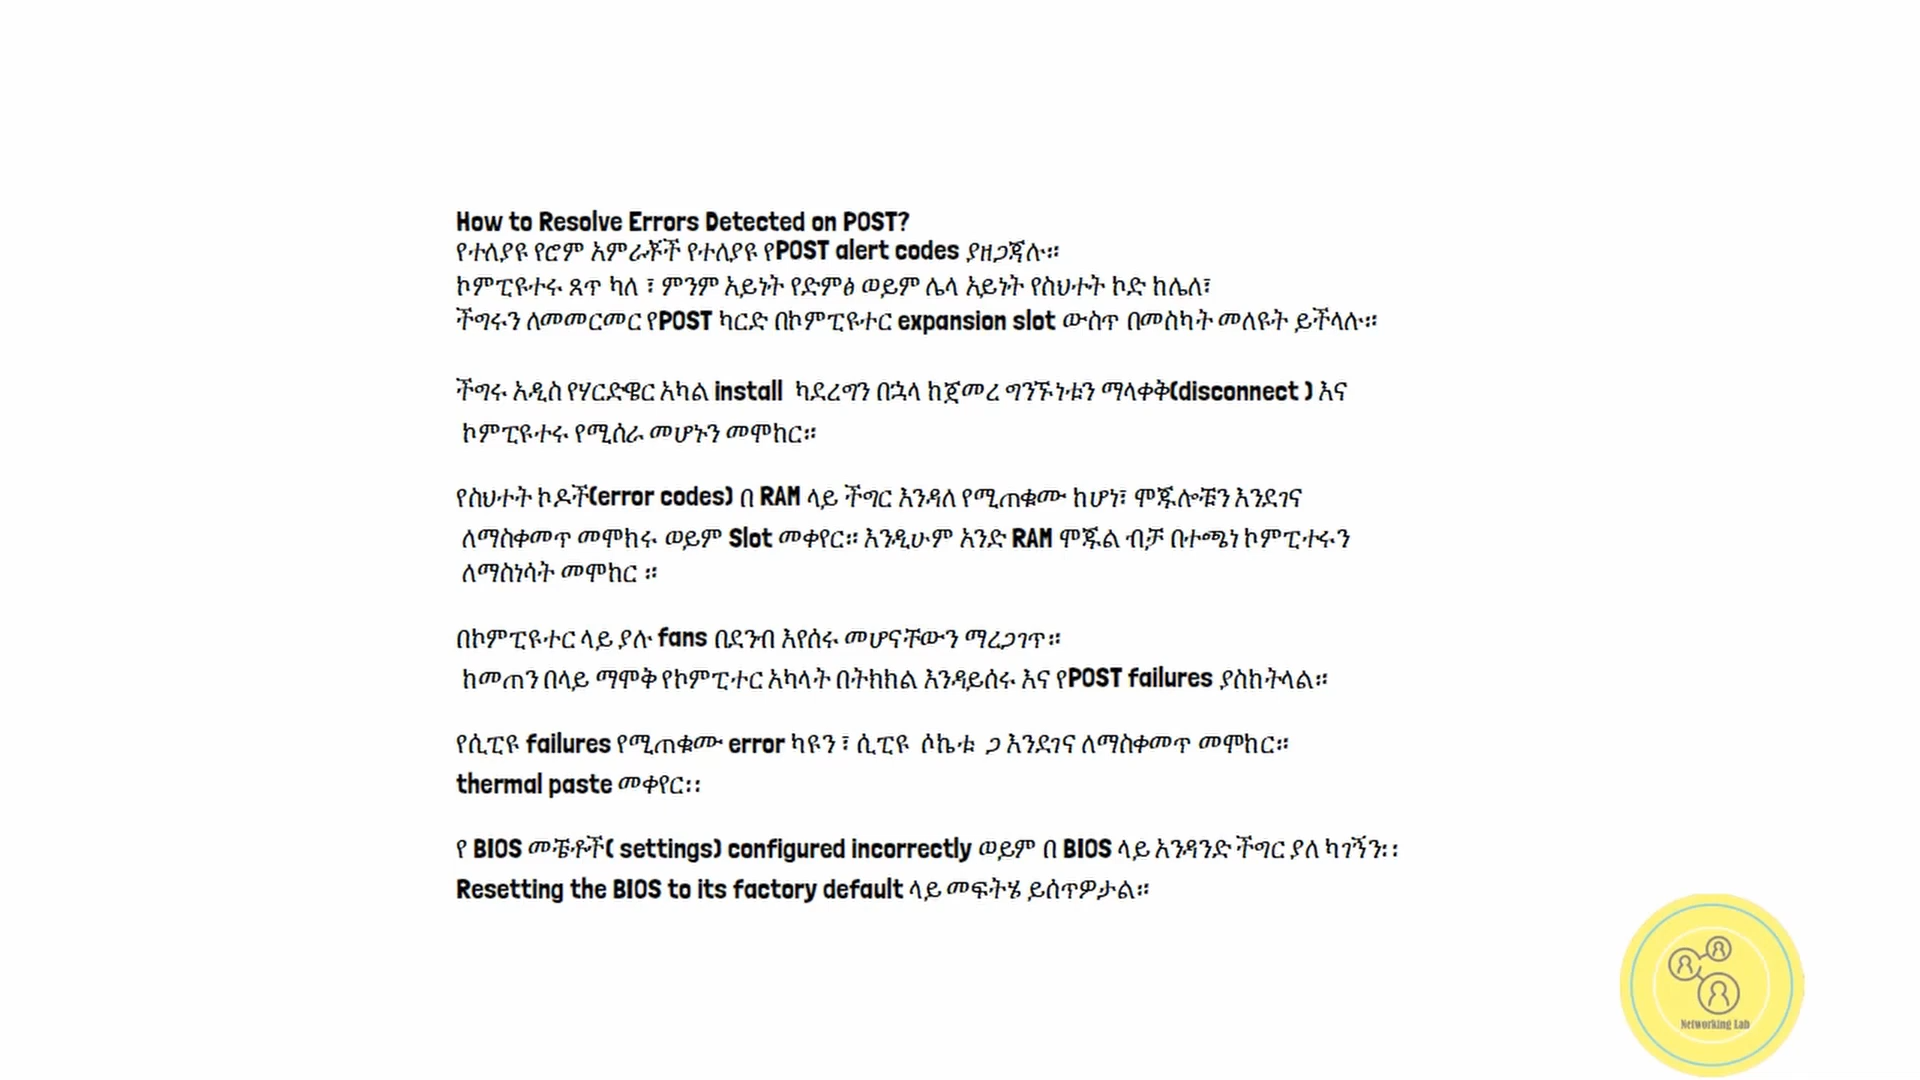 How to Resolve Errors Detected on POST?
የተለያዩ የሮም አምራቾች የተለያዩ የPOST alert codes ያዘጋጃሉ።
ኮምፒዩተሩ ጸጥ ካለ ፣ ምንም አይነት የድምፅ ወይም ሌላ አይነት የስህተት ኮድ ከሌለ፣
ችግሩን ለመመርመር የPOST ካርድ በኮምፒዩተር expansion slot ውስጥ በመስካት መለዩት ይችላሉ።
ችግሩ አዲስ የሃርድዌር አካል install ካደረግን በኋላ ከጀመረ ግንኙነቱን ማላቀቅ(disconnect ) እና
ኮምፒዩተሩ የሚሰራ መሆኑን መሞከር።
የስህተት ኮዶች(error codes) በ RAM ላይ ችግር እንዳለ የሚጠቁሙ ከሆነ፣ ሞጁሎቹን እንደገና
ለማስቀመጥ መሞከሩ ወይም Slot መቀየር። እንዲሁም አንድ RAM ሞጁል ብቻ በተጫነ ኮምፒተሩን
ለማስነሳት መሞከር ።
በኮምፒዩተር ላይ ያሉ fans በደንብ እየሰሩ መሆናቸውን ማረጋገጥ።
ከመጠን በላይ ማሞቅ የኮምፒተር አካላት በትክክል እንዳይሰሩ እና የPOST failures ያስከትላል።
የሲፒዩ failures የሚጠቁሙ error ካዩን ፣ ሲፒዩ ሶኬቱ ጋ እንደገና ለማስቀመጥ መሞከር።
thermal paste መቀየር፡፡
የ BIOS መቼቶች( settings) configured incorrectly ወይም በ BIOS ላይ አንዳንድ ችግር ያለ ካገኝን፡፡
Resetting the BIOS to its factory default ላይ መፍትሄ ይሰጥዎታል።
Networking Lab